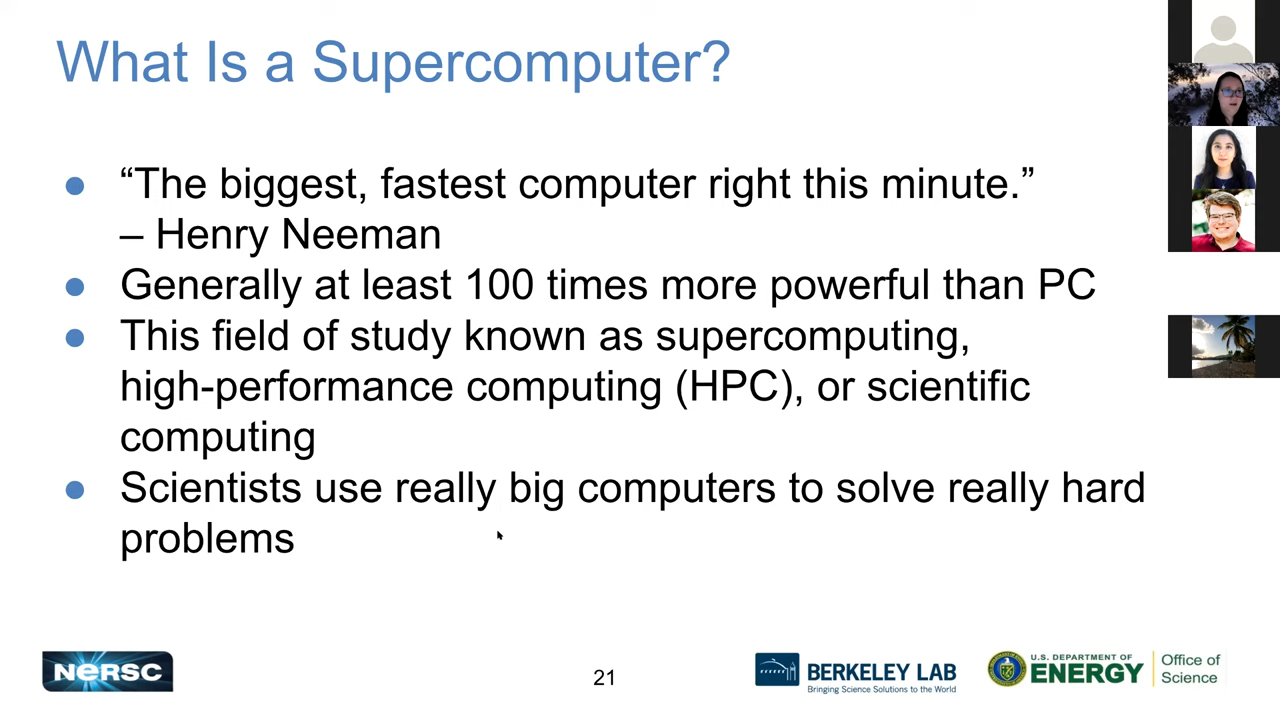 What Is a Supercomputer?
● “The biggest, fastest computer right this minute.”
– Henry Neeman
● Generally at least 100 times more powerful than PC
● This field of study known as supercomputing,
high-performance computing (HPC), or scientific
computing
● Scientists use really big computers to solve really hard
problems
NERSC
21
BERKELEY LAB
Bringing Science Solutions to the World
U.S. DEPARTMENT OF
ENERGY
Office of
Science